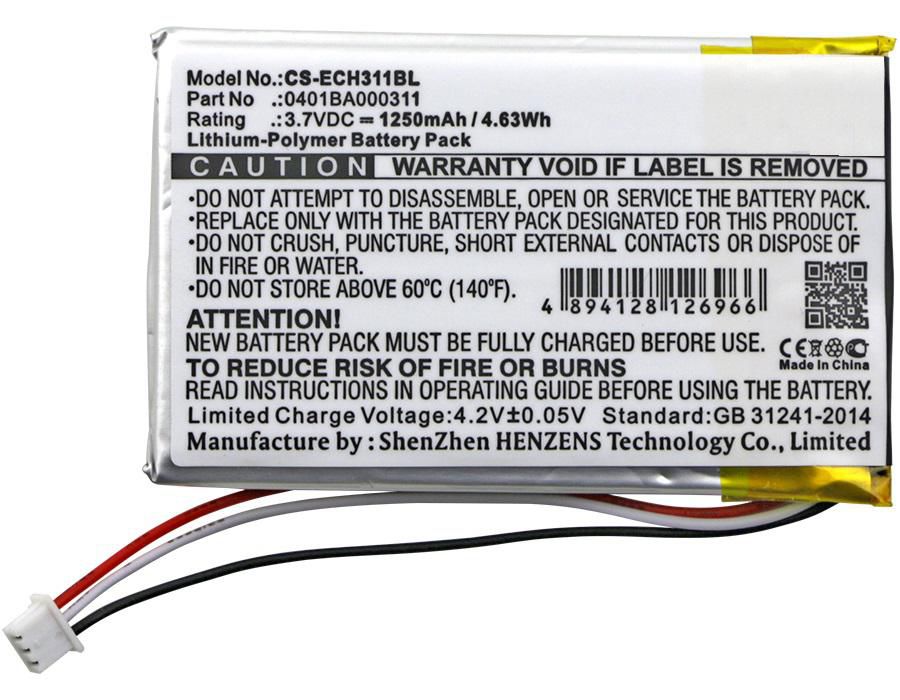 Model No.:CS-ECH311BL
Part No .:0401BA000311
Rating .:3.7VDC = 1250mAh / 4.63Wh
Lithium-Polymer Battery Pack
CAUTION WARRANTY VOID IF LABEL IS REMOVED
•DO NOT ATTEMPT TO DISASSEMBLE, OPEN OR SERVICE THE BATTERY PACK.
•REPLACE ONLY WITH THE BATTERY PACK DESIGNATED FOR THIS PRODUCT.
•DO NOT CRUSH, PUNCTURE, SHORT EXTERNAL CONTACTS OR DISPOSE OF
IN FIRE OR WATER.
•DO NOT STORE ABOVE 60°C (140°F).
4 894128 126966
ATTENTION!
NEW BATTERY PACK MUST BE FULLY CHARGED BEFORE USE.
CE
Made In China
TO REDUCE RISK OF FIRE OR BURNS
READ INSTRUCTIONS IN OPERATING GUIDE BEFORE USING THE BATTERY.
Limited Charge Voltage:4.2V±0.05V Standard:GB 31241-2014
Manufacture by : ShenZhen HENZENS Technology Co., Limited